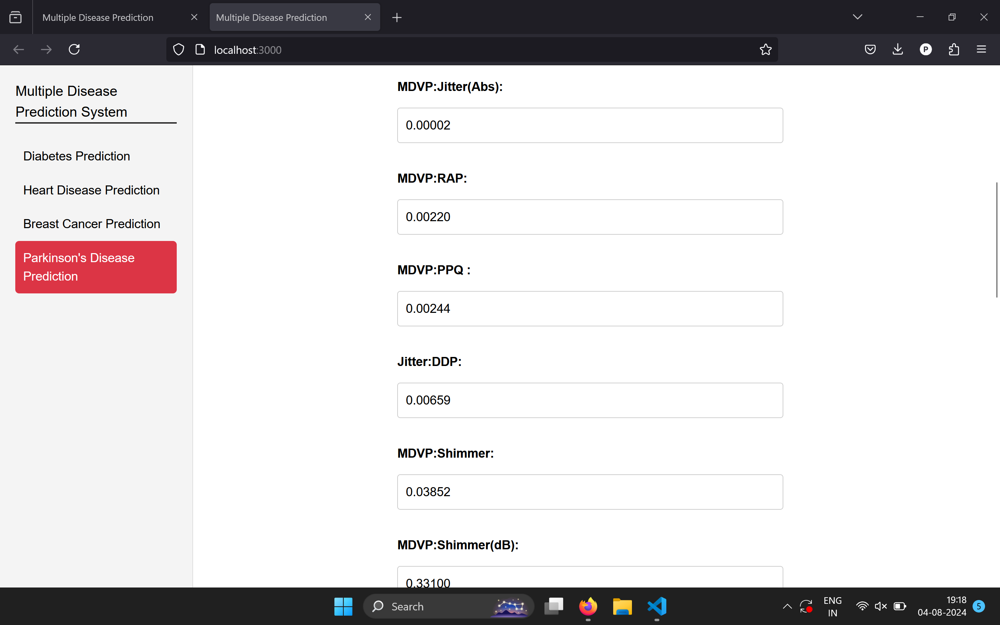 Multiple Disease Prediction
Multiple Disease Prediction
localhost:3000
P
Multiple Disease
Prediction System
Diabetes Prediction
Heart Disease Prediction
Breast Cancer Prediction
Parkinson's Disease
Prediction
MDVP:Jitter(Abs):
0.00002
MDVP:RAP:
0.00220
MDVP:PPQ :
0.00244
Jitter:DDP:
0.00659
MDVP:Shimmer:
0.03852
MDVP:Shimmer(dB):
0.33100
Search
ENG
IN
19:18
04-08-2024
5